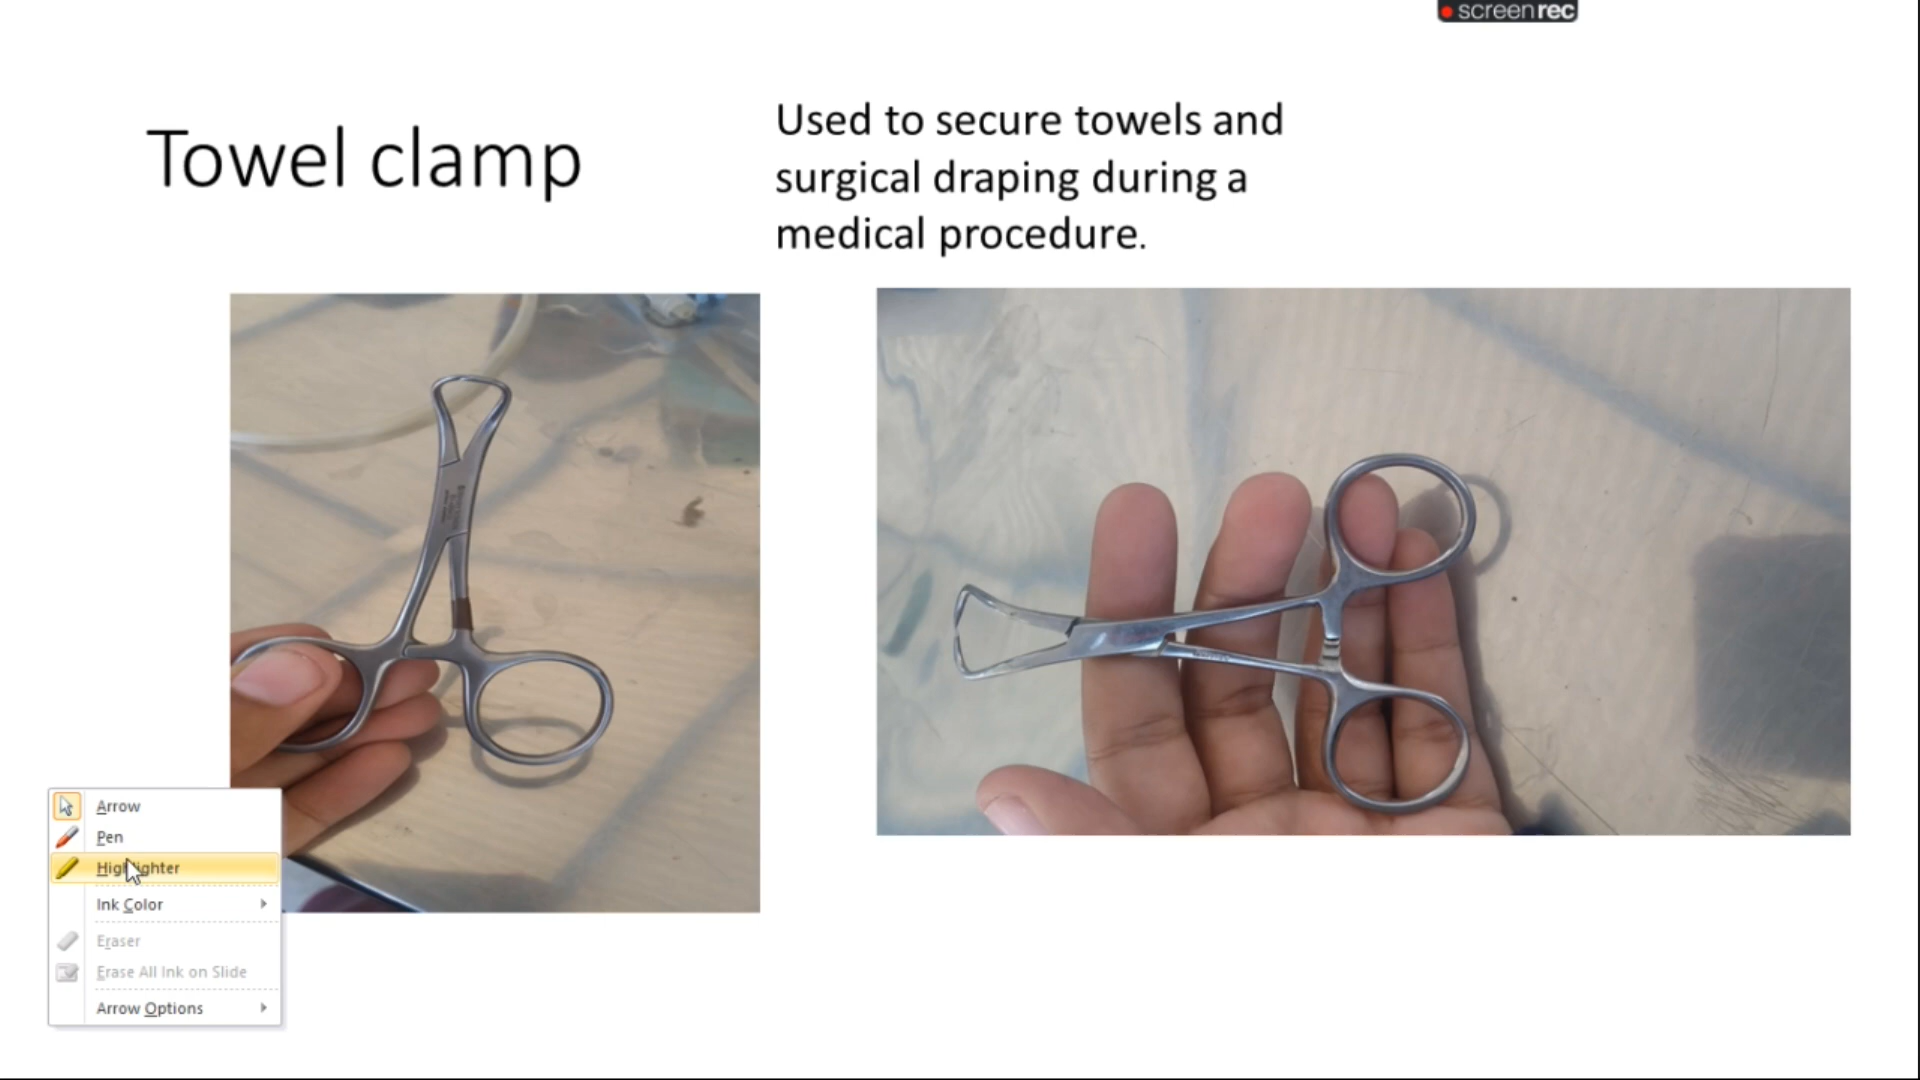 screenrec
Towel clamp
Used to secure towels and
surgical draping during a
medical procedure.
Arrow
Pen
Highlighter
Ink Color
Eraser
Erase All Ink on Slide
Arrow Options